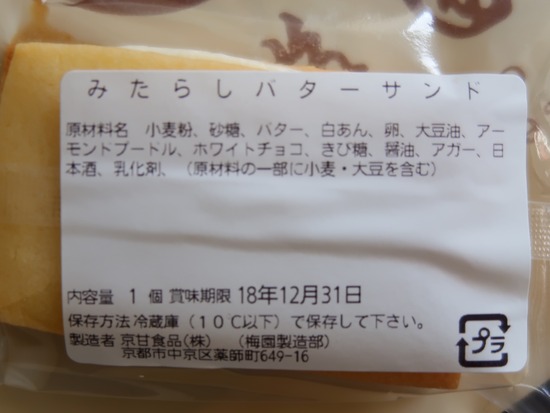 みたらしバターサンド
原材料名　小麦粉、砂糖、バター、白あん、卵、大豆油、アー
モンドプードル、ホワイトチョコ、きび糖、醤油、アガー、日
本酒、乳化剤、（原材料の一部に小麦・大豆を含む）
内容量　1 個 賞味期限 18年12月31日
保存方法 冷蔵庫（１０℃以下）で保存して下さい。
製造者 京甘食品(株)　（梅園製造部）
京都市中京区薬師町649-16
プラ